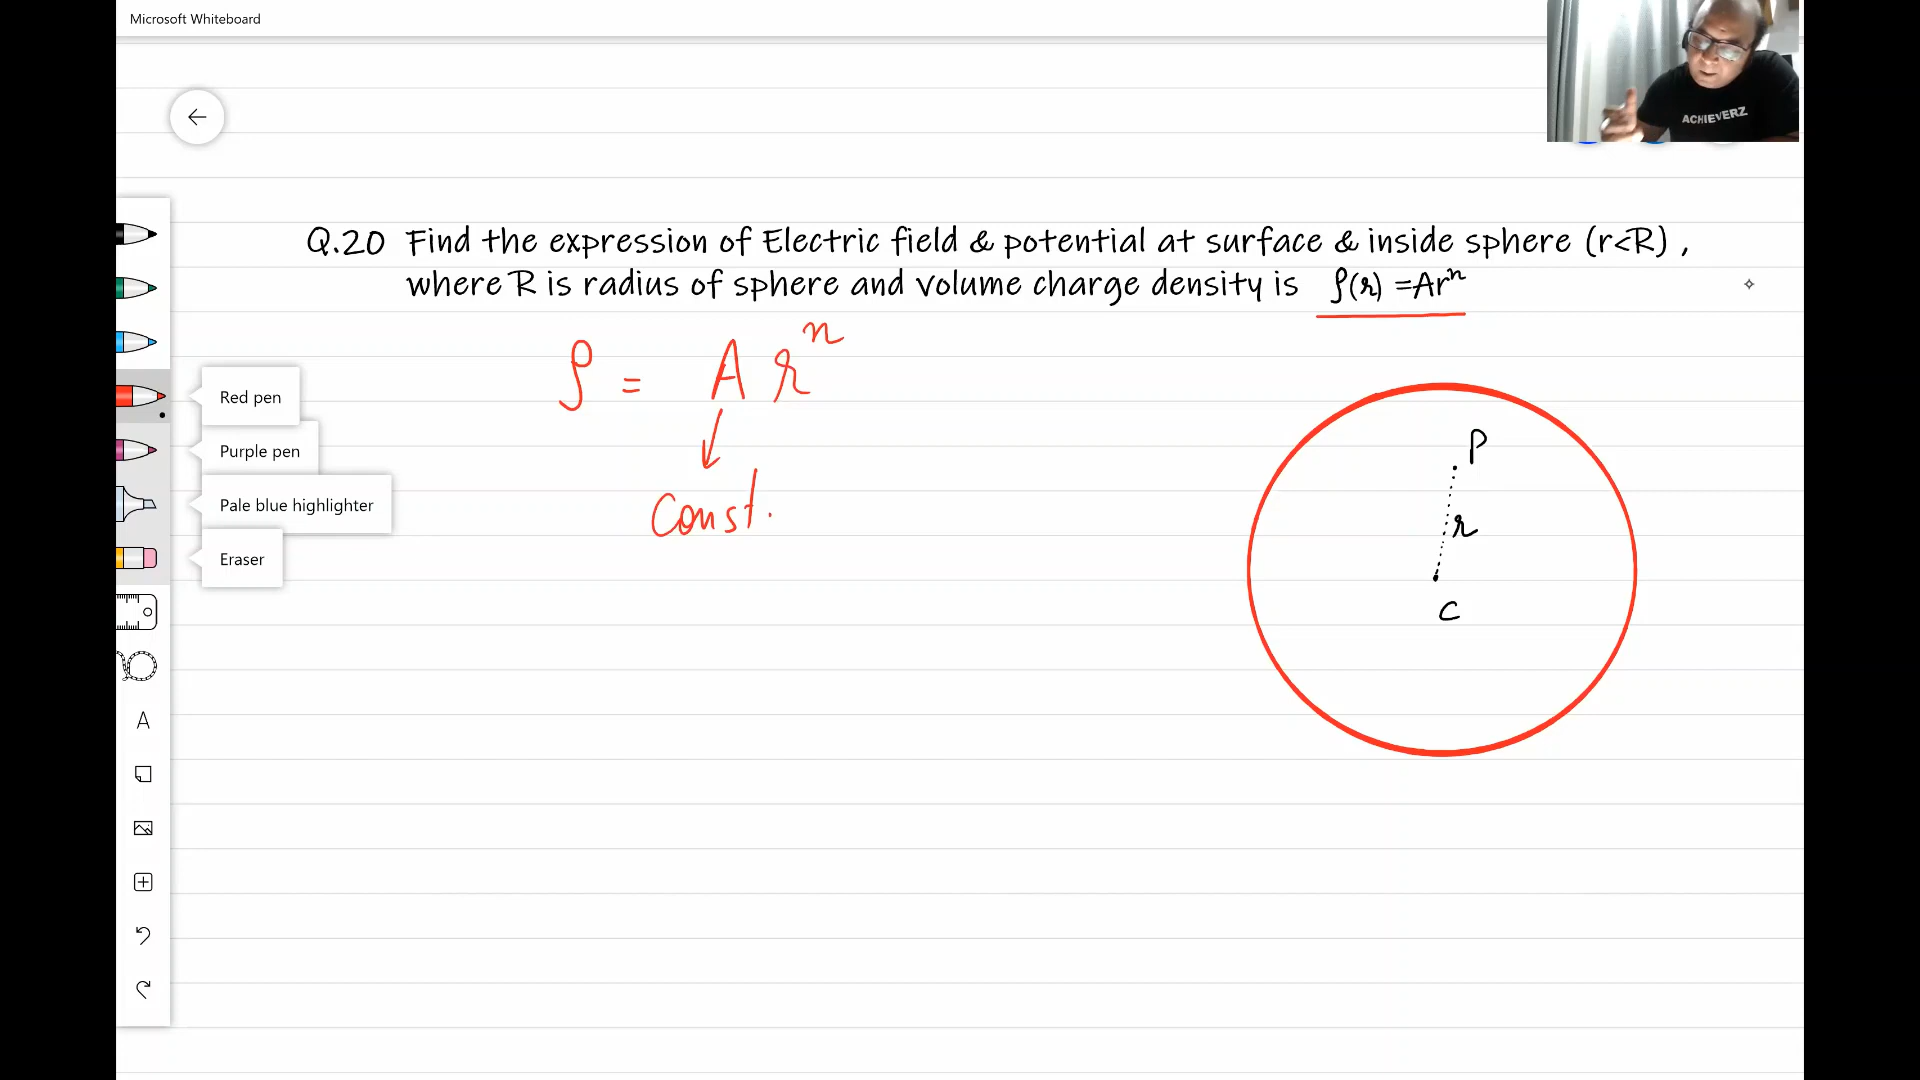 Microsoft Whiteboard
ACHIEVERZ
Q.20 Find the expression of Electric field & potential at surface & inside sphere (r<R) ,
where R is radius of sphere and volume charge density is ρ(r) =Arⁿ
ρ = A rⁿ
Const.
Red pen
Purple pen
Pale blue highlighter
Eraser
A
P
r
C